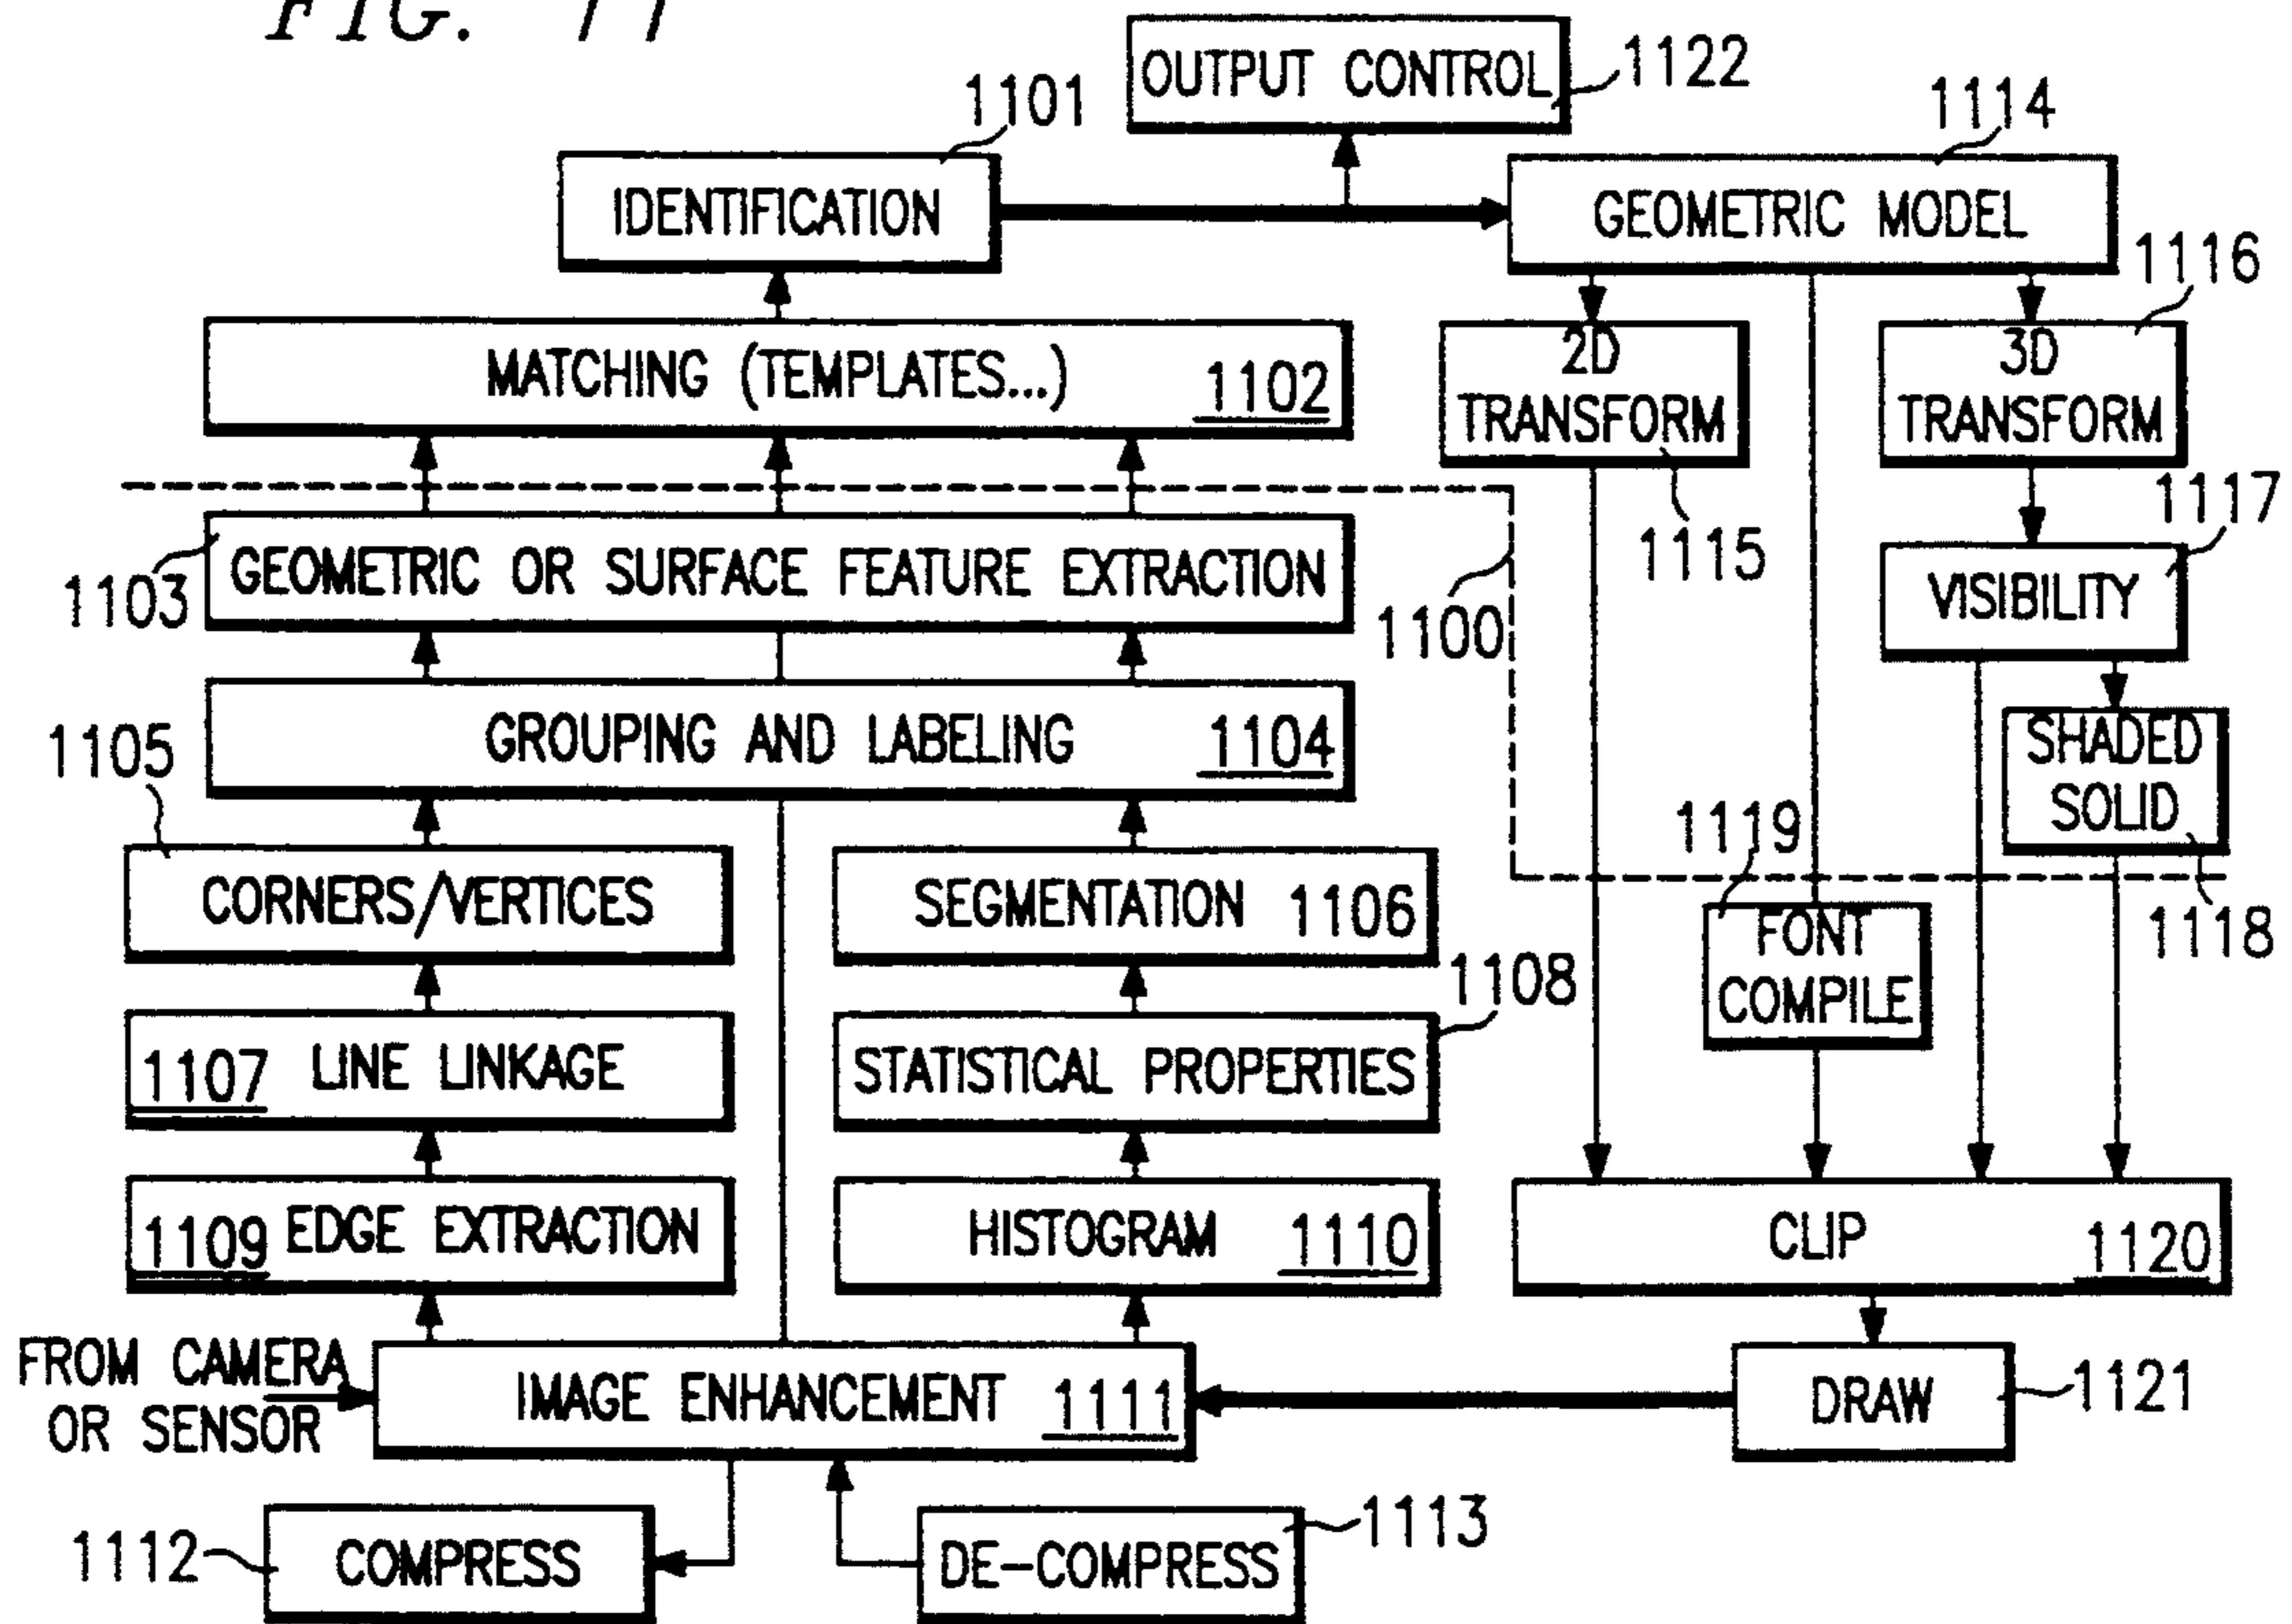 FIG. 11
OUTPUT CONTROL
1122
1101
1114
IDENTIFICATION
GEOMETRIC MODEL
1116
MATCHING (TEMPLATES...) 1102
2D
TRANSFORM
3D
TRANSFORM
1115
1117
1103
GEOMETRIC OR SURFACE FEATURE EXTRACTION
1100
VISIBILITY
GROUPING AND LABELING 1104
1105
SHADED
SOLID
1119
1118
CORNERS/VERTICES
SEGMENTATION 1106
FONT
COMPILE
1108
1107 LINE LINKAGE
STATISTICAL PROPERTIES
1109 EDGE EXTRACTION
HISTOGRAM 1110
CLIP 1120
FROM CAMERA
OR SENSOR
IMAGE ENHANCEMENT 1111
DRAW
1121
1112
COMPRESS
DE-COMPRESS
1113